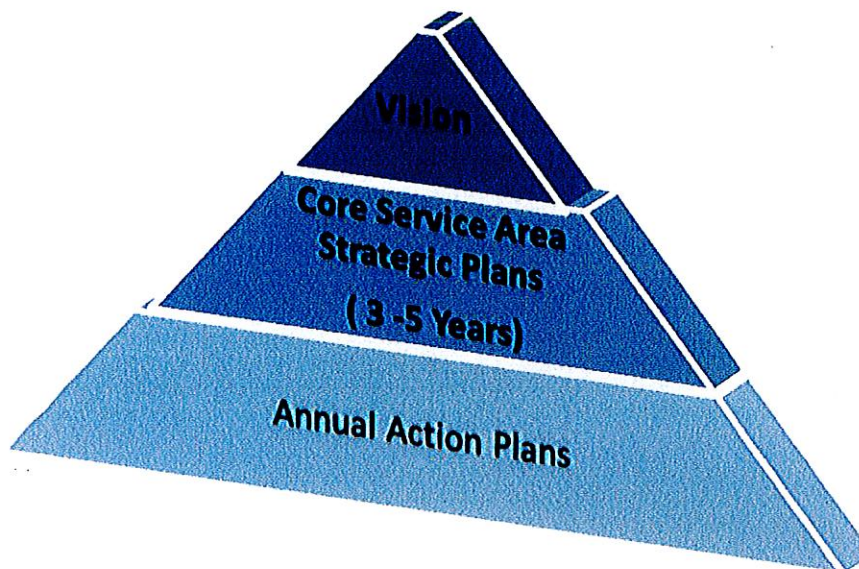 Vision
Core Service Area
Strategic Plans
( 3 -5 Years)
Annual Action Plans